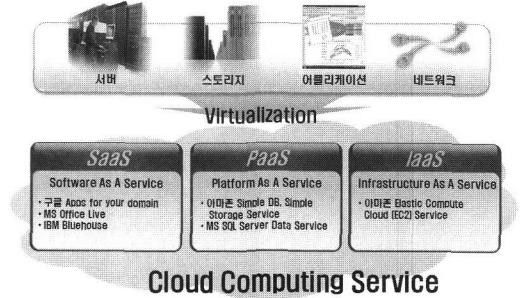 서버 스토리지 어플리케이션 네트워크
Virtualization
SaaS
Software As A Service
· 구글 Apps for your domain
· MS Office Live
· IBM Bluehouse
PaaS
Platform As A Service
· 아마존 Simple DB, Simple
Storage Service
· MS SQL Server Data Service
IaaS
Infrastructure As A Service
· 아마존 Elastic Compute
Cloud (EC2) Service
Cloud Computing Service